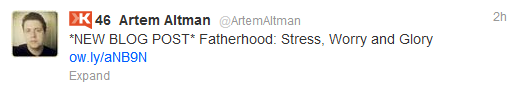 46 Artem Altman @ArtemAltman 2h
*NEW BLOG POST* Fatherhood: Stress, Worry and Glory
ow.ly/aNB9N
Expand